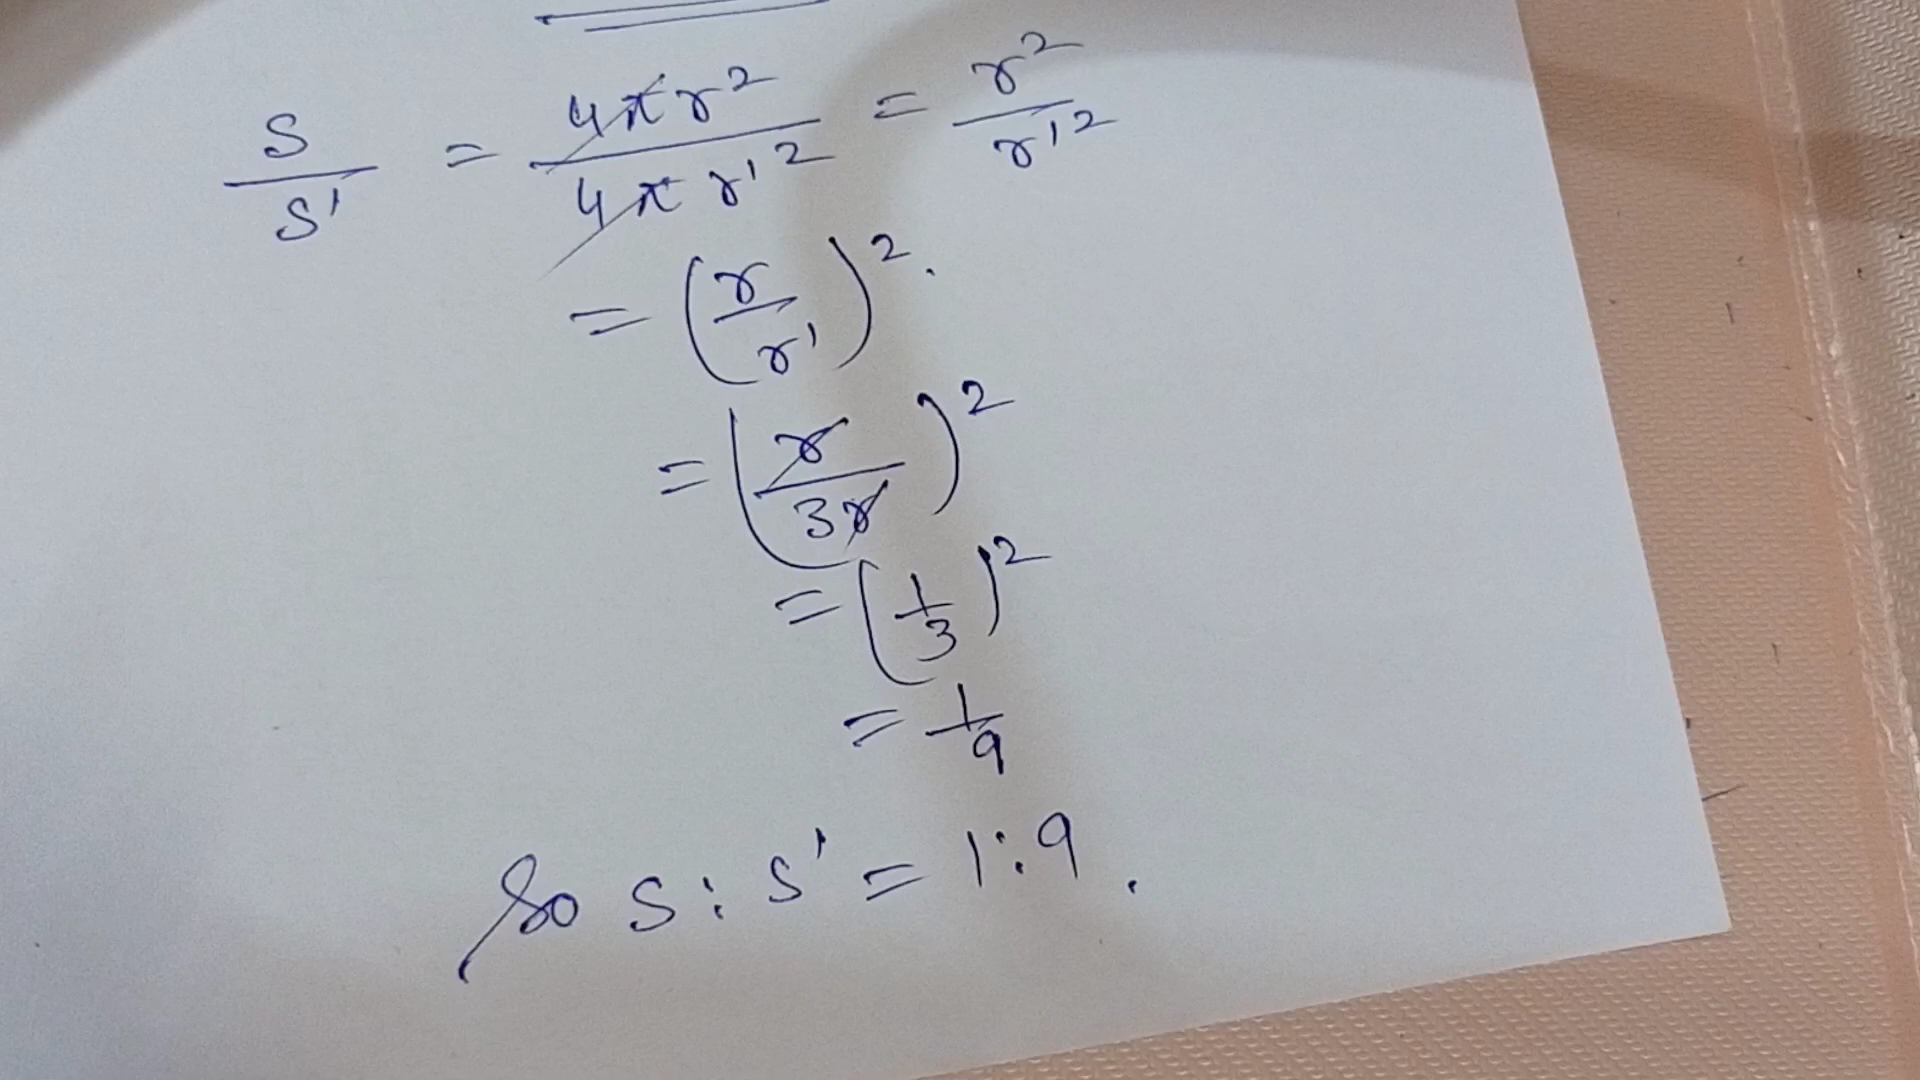 S/S' = 4πr²/4πr'² = r²/r'²
= (r/r')².
= (r/3r)²
= (1/3)²
= 1/9
So S : S' = 1:9.